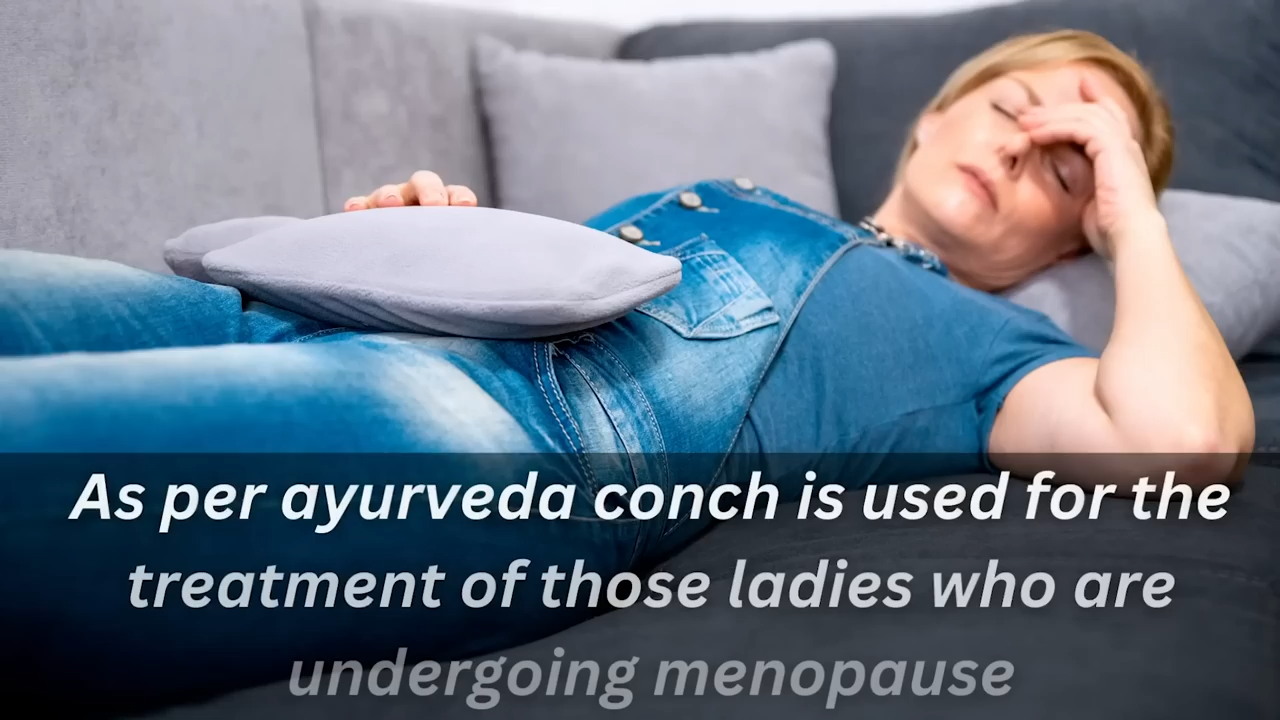 As per ayurveda conch is used for the
treatment of those ladies who are
undergoing menopause